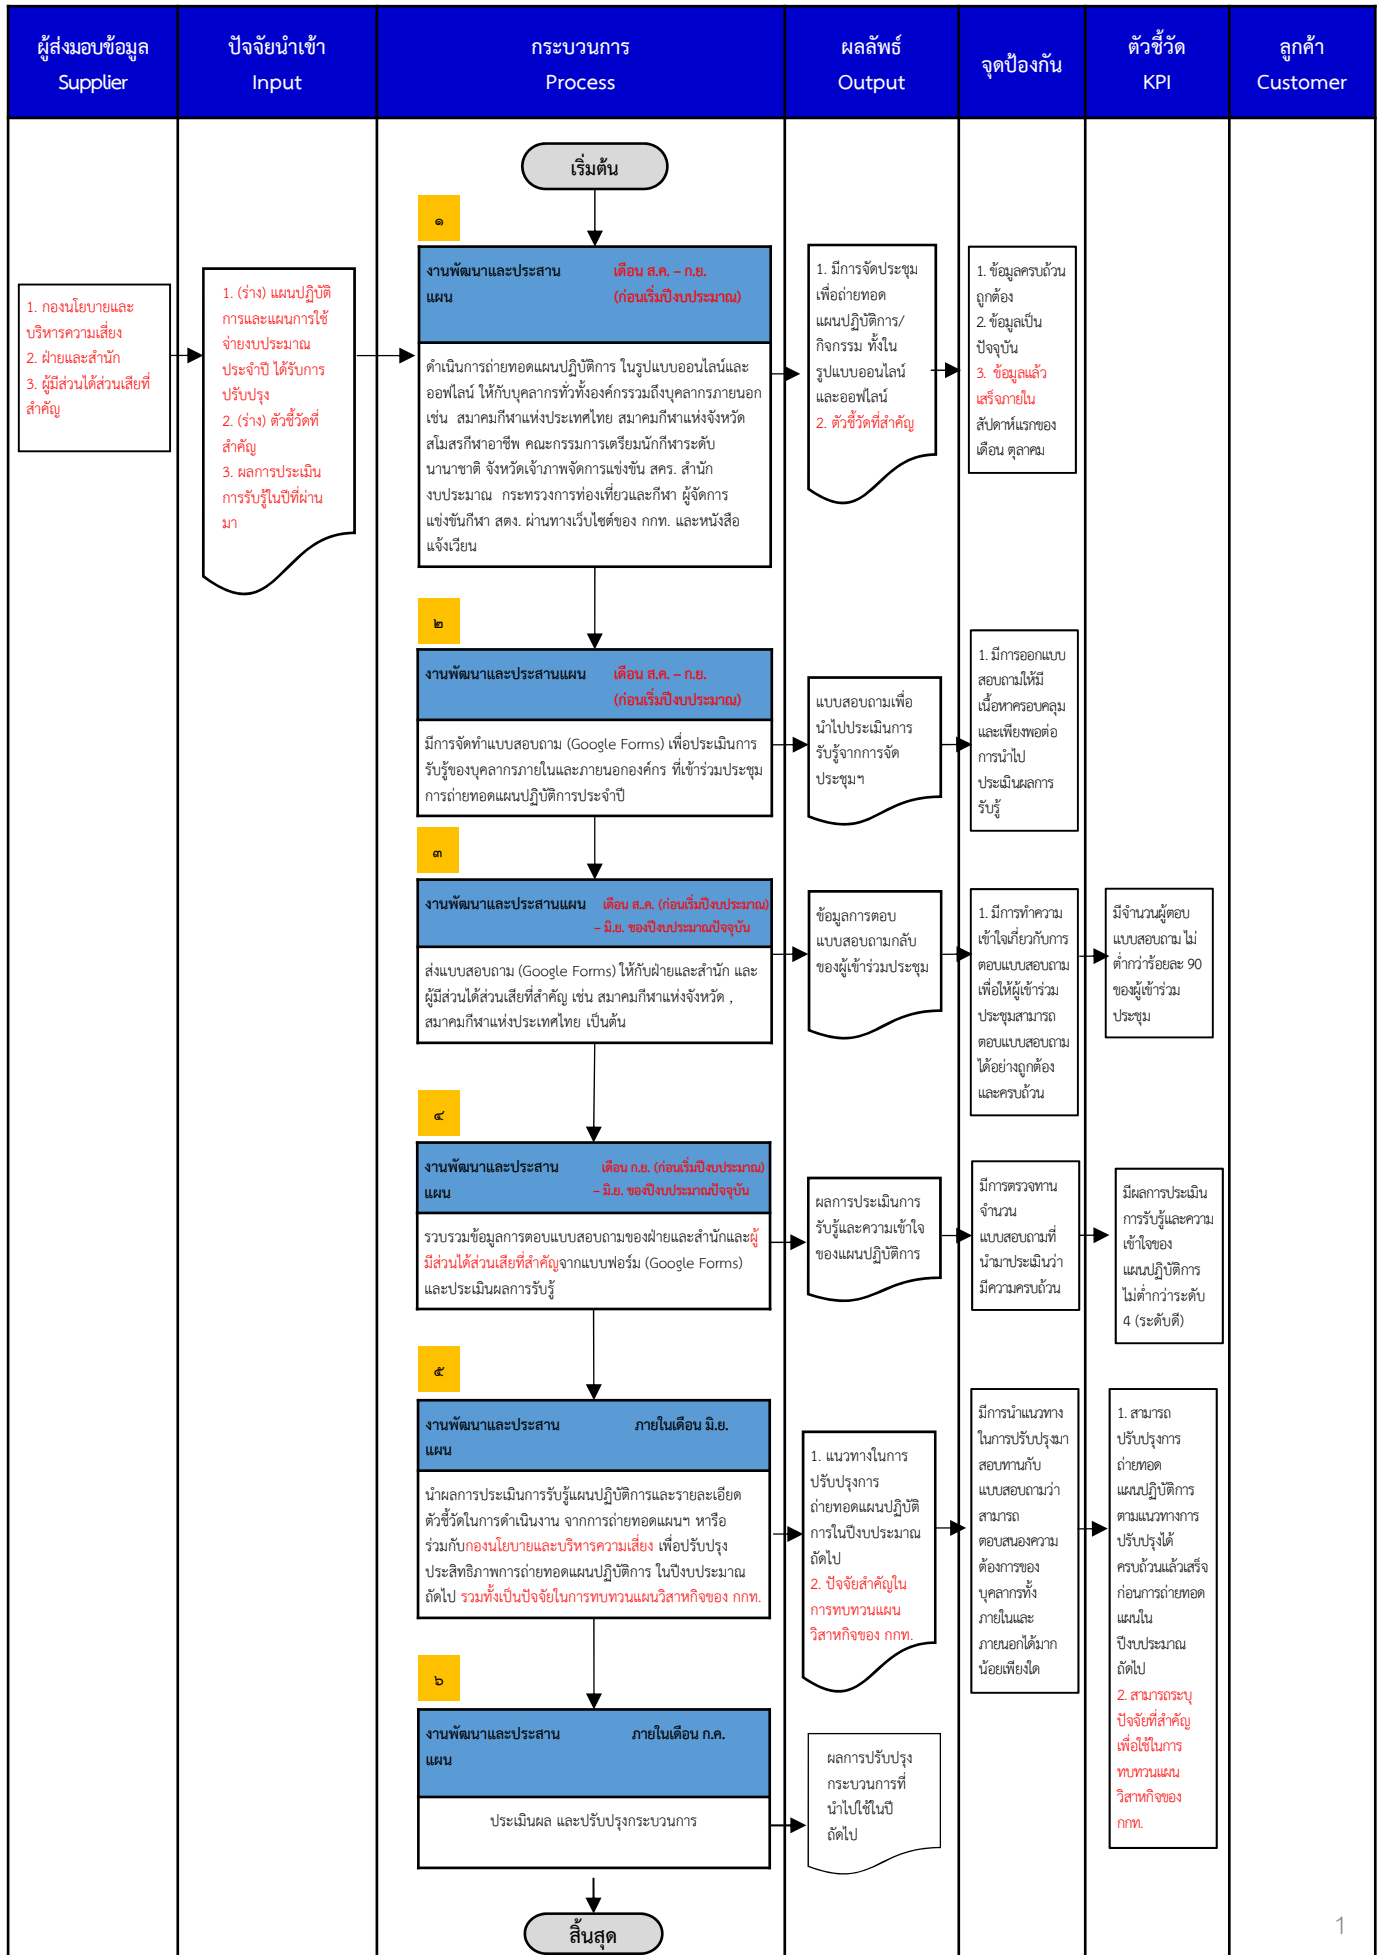 ผู้ส่งมอบข้อมูล
Supplier
ปัจจัยนำเข้า
Input
กระบวนการ
Process
ผลลัพธ์
Output
จุดป้องกัน
ตัวชี้วัด
KPI
ลูกค้า
Customer
เริ่มต้น
1. กองนโยบายและ
บริหารความเสี่ยง
2. ฝ่ายและสำนัก
3. ผู้มีส่วนได้ส่วนเสียที่
สำคัญ
1. (ร่าง) แผนปฏิบัติ
การและแผนการใช้
จ่ายงบประมาณ
ประจำปี ได้รับการ
ปรับปรุง
2. (ร่าง) ตัวชี้วัดที่
สำคัญ
3. ผลการประเมิน
การรับรู้ในปีที่ผ่าน
มา
๑
งานพัฒนาและประสาน
แผน
เดือน ส.ค. – ก.ย.
(ก่อนเริ่มปีงบประมาณ)
ดำเนินการถ่ายทอดแผนปฏิบัติการ ในรูปแบบออนไลน์และ
ออฟไลน์ ให้กับบุคลากรทั่วทั้งองค์กรรวมถึงบุคลากรภายนอก
เช่น สมาคมกีฬาแห่งประเทศไทย สมาคมกีฬาแห่งจังหวัด
สโมสรกีฬาอาชีพ คณะกรรมการเตรียมนักกีฬาระดับ
นานาชาติ จังหวัดเจ้าภาพจัดการแข่งขัน สคร. สำนัก
งบประมาณ กระทรวงการท่องเที่ยวและกีฬา ผู้จัดการ
แข่งขันกีฬา สตง. ผ่านทางเว็บไซต์ของ กกท. และหนังสือ
แจ้งเวียน
1. มีการจัดประชุม
เพื่อถ่ายทอด
แผนปฏิบัติการ/
กิจกรรม ทั้งใน
รูปแบบออนไลน์
และออฟไลน์
2. ตัวชี้วัดที่สำคัญ
1. ข้อมูลครบถ้วน
ถูกต้อง
2. ข้อมูลเป็น
ปัจจุบัน
3. ข้อมูลแล้ว
เสร็จภายใน
สัปดาห์แรกของ
เดือน ตุลาคม
๒
งานพัฒนาและประสานแผน
เดือน ส.ค. – ก.ย.
(ก่อนเริ่มปีงบประมาณ)
มีการจัดทำแบบสอบถาม (Google Forms) เพื่อประเมินการ
รับรู้ของบุคลากรภายในและภายนอกองค์กร ที่เข้าร่วมประชุม
การถ่ายทอดแผนปฏิบัติการประจำปี
แบบสอบถามเพื่อ
นำไปประเมินการ
รับรู้จากการจัด
ประชุมฯ
1. มีการออกแบบ
สอบถามให้มี
เนื้อหาครอบคลุม
และเพียงพอต่อ
การนำไป
ประเมินผลการ
รับรู้
๓
งานพัฒนาและประสานแผน
เดือน ส..ค. (ก่อนเริ่มปีงบประมาณ)
– มิ.ย. ของปีงบประมาณปัจจุบัน
ส่งแบบสอบถาม (Google Forms) ให้กับฝ่ายและสำนัก และ
ผู้มีส่วนได้ส่วนเสียที่สำคัญ เช่น สมาคมกีฬาแห่งจังหวัด ,
สมาคมกีฬาแห่งประเทศไทย เป็นต้น
ข้อมูลการตอบ
แบบสอบถามกลับ
ของผู้เข้าร่วมประชุม
1. มีการทำความ
เข้าใจเกี่ยวกับการ
ตอบแบบสอบถาม
เพื่อให้ผู้เข้าร่วม
ประชุมสามารถ
ตอบแบบสอบถาม
ได้อย่างถูกต้อง
และครบถ้วน
มีจำนวนผู้ตอบ
แบบสอบถาม ไม่
ต่ำกว่าร้อยละ 90
ของผู้เข้าร่วม
ประชุม
๔
งานพัฒนาและประสาน
แผน
เดือน ก.ย. (ก่อนเริ่มปีงบประมาณ)
– มิ.ย. ของปีงบประมาณปัจจุบัน
รวบรวมข้อมูลการตอบแบบสอบถามของฝ่ายและสำนักและผู้
มีส่วนได้ส่วนเสียที่สำคัญจากแบบฟอร์ม (Google Forms)
และประเมินผลการรับรู้
ผลการประเมินการ
รับรู้และความเข้าใจ
ของแผนปฏิบัติการ
มีการตรวจทาน
จำนวน
แบบสอบถามที่
นำมาประเมินว่า
มีความครบถ้วน
มีผลการประเมิน
การรับรู้และความ
เข้าใจของ
แผนปฏิบัติการ
ไม่ต่ำกว่าระดับ
4 (ระดับดี)
๕
งานพัฒนาและประสาน
แผน
ภายในเดือน มิ.ย.
นำผลการประเมินการรับรู้แผนปฏิบัติการและรายละเอียด
ตัวชี้วัดในการดำเนินงาน จากการถ่ายทอดแผนฯ หารือ
ร่วมกับกองนโยบายและบริหารความเสี่ยง เพื่อปรับปรุง
ประสิทธิภาพการถ่ายทอดแผนปฏิบัติการ ในปีงบประมาณ
ถัดไป รวมทั้งเป็นปัจจัยในการทบทวนแผนวิสาหกิจของ กกท.
1. แนวทางในการ
ปรับปรุงการ
ถ่ายทอดแผนปฏิบัติ
การในปีงบประมาณ
ถัดไป
2. ปัจจัยสำคัญใน
การทบทวนแผน
วิสาหกิจของ กกท.
มีการนำแนวทาง
ในการปรับปรุงมา
สอบทานกับ
แบบสอบถามว่า
สามารถ
ตอบสนองความ
ต้องการของ
บุคลากรทั้ง
ภายในและ
ภายนอกได้มาก
น้อยเพียงใด
1. สามารถ
ปรับปรุงการ
ถ่ายทอด
แผนปฏิบัติการ
ตามแนวทางการ
ปรับปรุงได้
ครบถ้วนแล้วเสร็จ
ก่อนการถ่ายทอด
แผนใน
ปีงบประมาณ
ถัดไป
2. สามารถระบุ
ปัจจัยที่สำคัญ
เพื่อใช้ในการ
ทบทวนแผน
วิสาหกิจของ
กกท.
๖
งานพัฒนาและประสาน
แผน
ภายในเดือน ก.ค.
ประเมินผล และปรับปรุงกระบวนการ
ผลการปรับปรุง
กระบวนการที่
นำไปใช้ในปี
ถัดไป
สิ้นสุด
1